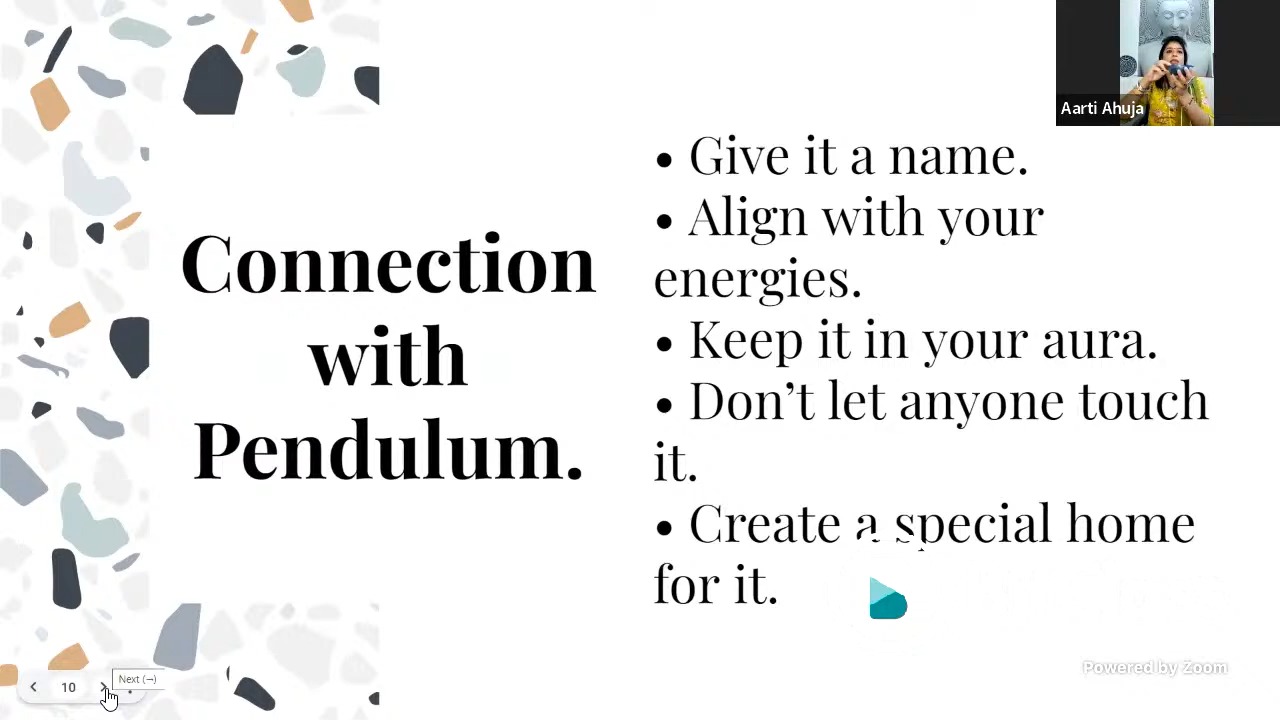 Aarti Ahuja
Connection
with
Pendulum.
• Give it a name.
• Align with your
energies.
• Keep it in your aura.
• Don’t let anyone touch
it.
• Create a special home
for it.
Powered by Zoom
10
Next (→)